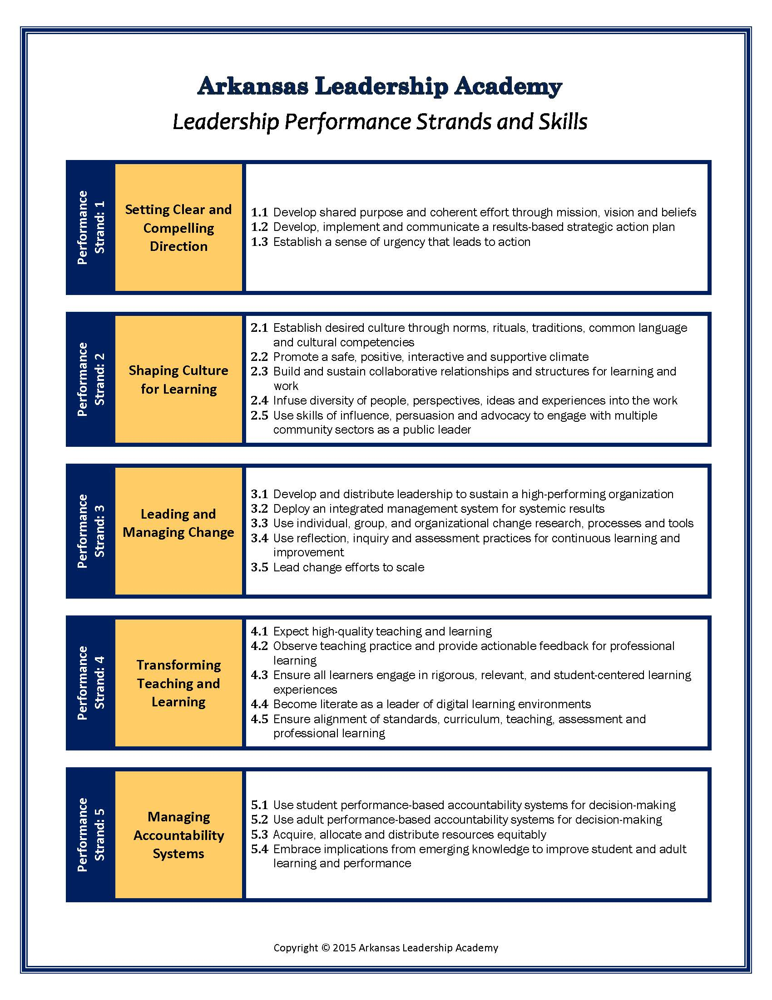 Arkansas Leadership Academy
Leadership Performance Strands and Skills
Performance
Strand: 1
Setting Clear and
Compelling
Direction
1.1 Develop shared purpose and coherent effort through mission, vision and beliefs
1.2 Develop, implement and communicate a results-based strategic action plan
1.3 Establish a sense of urgency that leads to action
Performance
Strand: 2
Shaping Culture
for Learning
2.1 Establish desired culture through norms, rituals, traditions, common language
and cultural competencies
2.2 Promote a safe, positive, interactive and supportive climate
2.3 Build and sustain collaborative relationships and structures for learning and
work
2.4 Infuse diversity of people, perspectives, ideas and experiences into the work
2.5 Use skills of influence, persuasion and advocacy to engage with multiple
community sectors as a public leader
Performance
Strand: 3
Leading and
Managing Change
3.1 Develop and distribute leadership to sustain a high-performing organization
3.2 Deploy an integrated management system for systemic results
3.3 Use individual, group, and organizational change research, processes and tools
3.4 Use reflection, inquiry and assessment practices for continuous learning and
improvement
3.5 Lead change efforts to scale
Performance
Strand: 4
Transforming
Teaching and
Learning
4.1 Expect high-quality teaching and learning
4.2 Observe teaching practice and provide actionable feedback for professional
learning
4.3 Ensure all learners engage in rigorous, relevant, and student-centered learning
experiences
4.4 Become literate as a leader of digital learning environments
4.5 Ensure alignment of standards, curriculum, teaching, assessment and
professional learning
Performance
Strand: 5
Managing
Accountability
Systems
5.1 Use student performance-based accountability systems for decision-making
5.2 Use adult performance-based accountability systems for decision-making
5.3 Acquire, allocate and distribute resources equitably
5.4 Embrace implications from emerging knowledge to improve student and adult
learning and performance
Copyright © 2015 Arkansas Leadership Academy